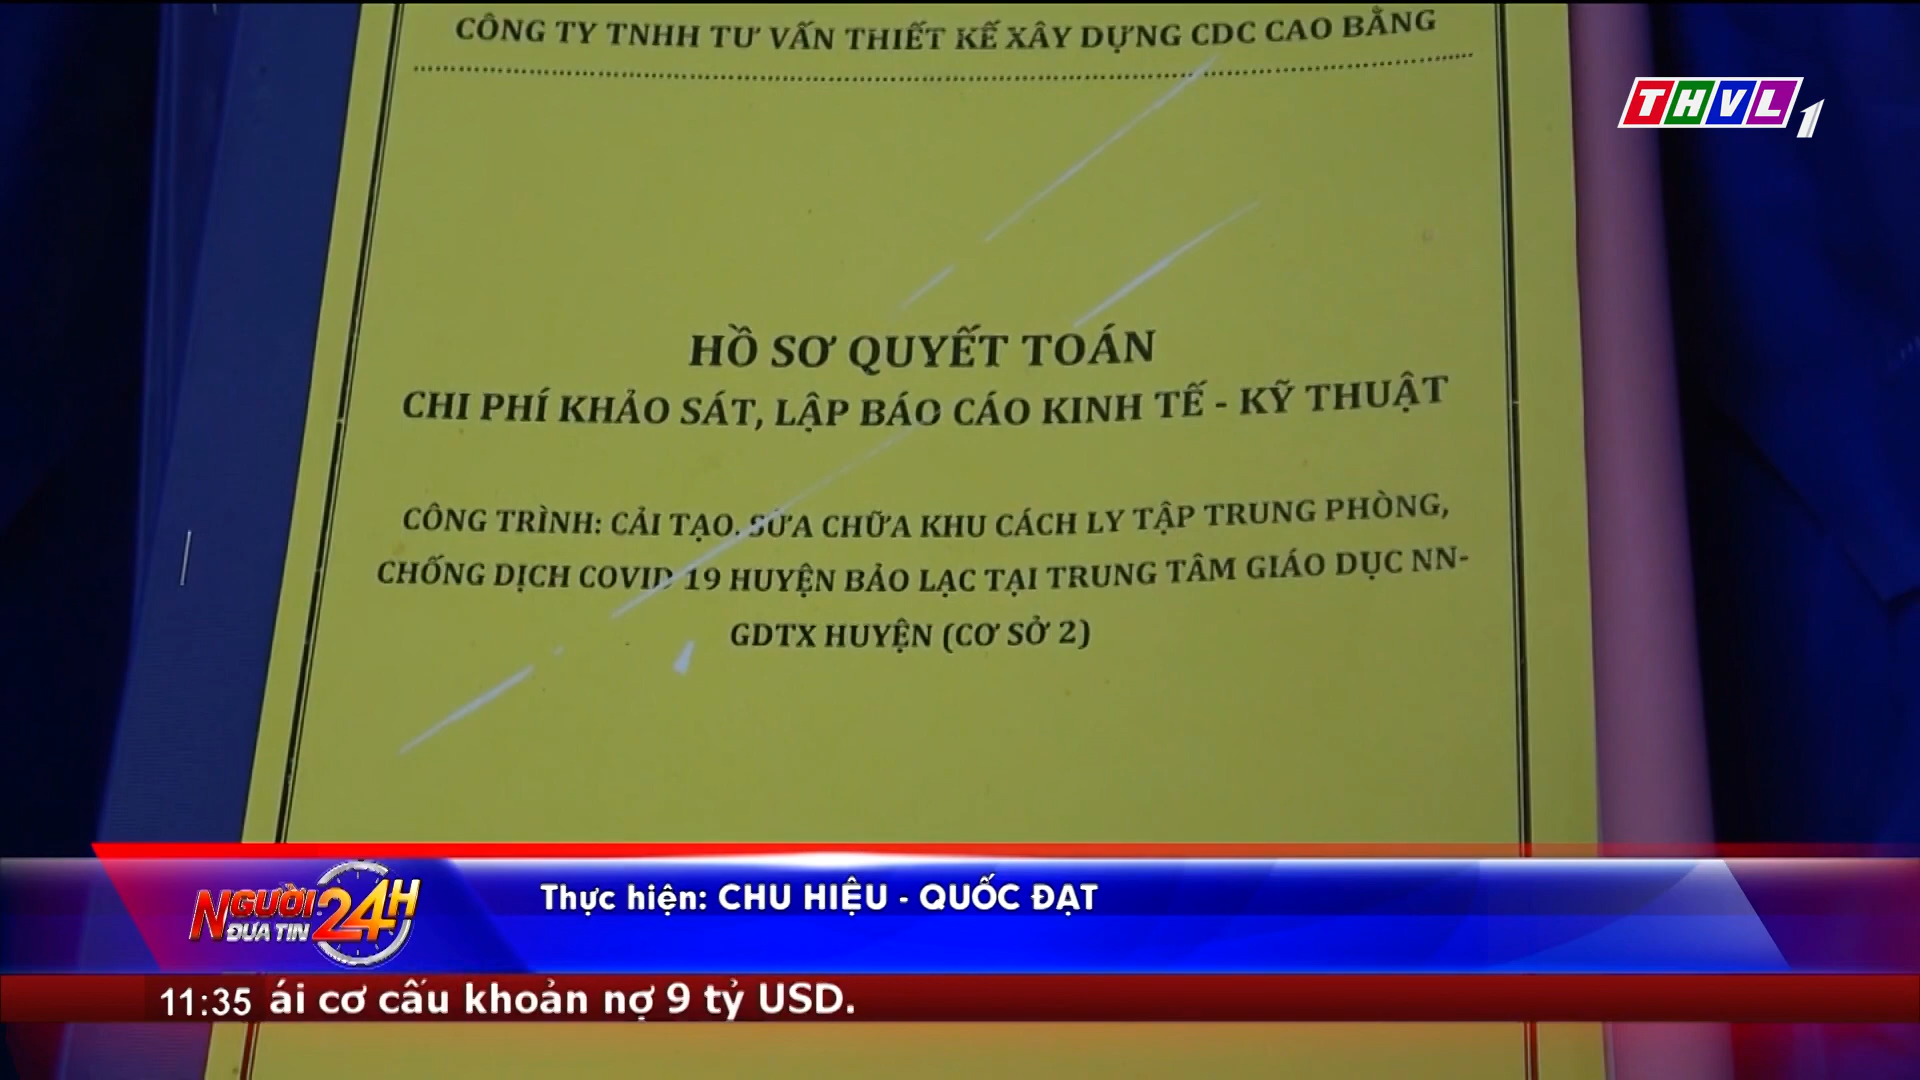 CÔNG TY TNHH TƯ VẤN THIẾT KẾ XÂY DỰNG CDC CAO BẰNG
THVL 1
HỒ SƠ QUYẾT TOÁN
CHI PHÍ KHẢO SÁT, LẬP BÁO CÁO KINH TẾ - KỸ THUẬT
CÔNG TRÌNH: CẢI TẠO, SỬA CHỮA KHU CÁCH LY TẬP TRUNG PHÒNG,
CHỐNG DỊCH COVID 19 HUYỆN BẢO LẠC TẠI TRUNG TÂM GIÁO DỤC NN-
GDTX HUYỆN (CƠ SỞ 2)
NGƯỜI ĐƯA TIN 24H
Thực hiện: CHU HIỆU - QUỐC ĐẠT
11:35 ái cơ cấu khoản nợ 9 tỷ USD.